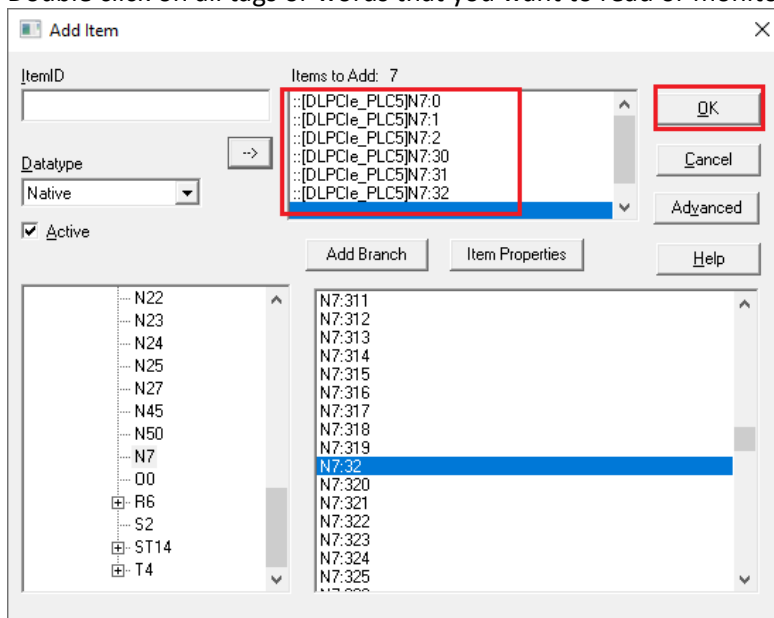 Double click on all tags or words that you want to read or monito
Add Item
ItemID
Items to Add: 7
::[DLPCIe_PLC5]N7:0
::[DLPCIe_PLC5]N7:1
::[DLPCIe_PLC5]N7:2
::[DLPCIe_PLC5]N7:30
::[DLPCIe_PLC5]N7:31
::[DLPCIe_PLC5]N7:32
OK
-->
Datatype
Native
Cancel
Advanced
Active
Add Branch
Item Properties
Help
N22
N23
N24
N25
N27
N45
N50
N7
O0
R6
S2
ST14
T4
N7:311
N7:312
N7:313
N7:314
N7:315
N7:316
N7:317
N7:318
N7:319
N7:32
N7:320
N7:321
N7:322
N7:323
N7:324
N7:325